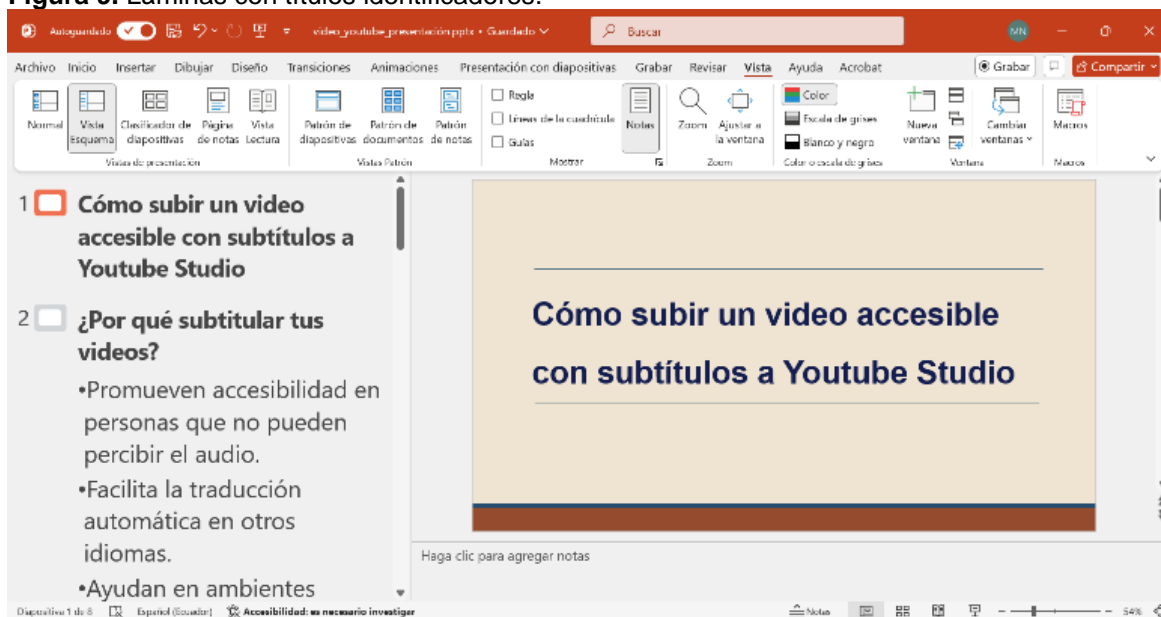 Figura 3. Láminas con títulos identificadores.
Autoguardado
video_youtube_presentación.pptx • Guardado
Buscar
MN
Archivo Inicio Insertar Dibujar Diseño Transiciones Animaciones Presentación con diapositivas Grabar Revisar Vista Ayuda Acrobat
Grabar
Compartir
Normal
Vista Esquema
Clasificador de diapositivas
Página de notas
Vista Lectura
Vistas de presentación
Patrón de diapositivas
Patrón de documentos
Patrón de notas
Vistas Patrón
Regla
Líneas de la cuadrícula
Guías
Mostrar
Notas
Zoom
Ajustar a la ventana
Zoom
Color
Escala de grises
Blanco y negro
Color o escala de grises
Nueva ventana
Cambiar ventanas
Ventana
Macros
Macros
1
Cómo subir un video
accesible con subtítulos a
Youtube Studio
2
¿Por qué subtitular tus
videos?
•Promueven accesibilidad en
personas que no pueden
percibir el audio.
•Facilita la traducción
automática en otros
idiomas.
•Ayudan en ambientes
Cómo subir un video accesible
con subtítulos a Youtube Studio
Haga clic para agregar notas
Diapositiva 1 de 8
Español (Ecuador)
Accesibilidad: es necesario investigar
Notas
54%